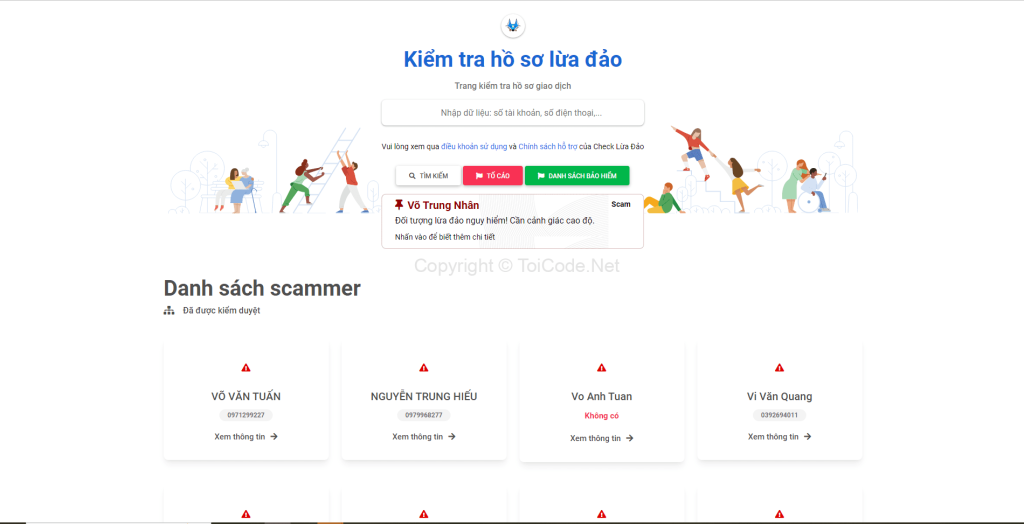 Kiểm tra hồ sơ lừa đảo
Trang kiểm tra hồ sơ giao dịch
Nhập dữ liệu: số tài khoản, số điện thoại,...
Vui lòng xem qua điều khoản sử dụng và Chính sách hỗ trợ của Check Lừa Đảo
TÌM KIẾM
TỐ CÁO
DANH SÁCH BẢO HIỂM
Võ Trung Nhân
Scam
Đối tượng lừa đảo nguy hiểm! Cần cảnh giác cao độ.
Nhấn vào để biết thêm chi tiết
Copyright © ToiCode.Net
Danh sách scammer
Đã được kiểm duyệt
VÕ VĂN TUẤN
0971299227
Xem thông tin
NGUYỄN TRUNG HIẾU
0979968277
Xem thông tin
Vo Anh Tuan
Không có
Xem thông tin
Vi Văn Quang
0392694011
Xem thông tin